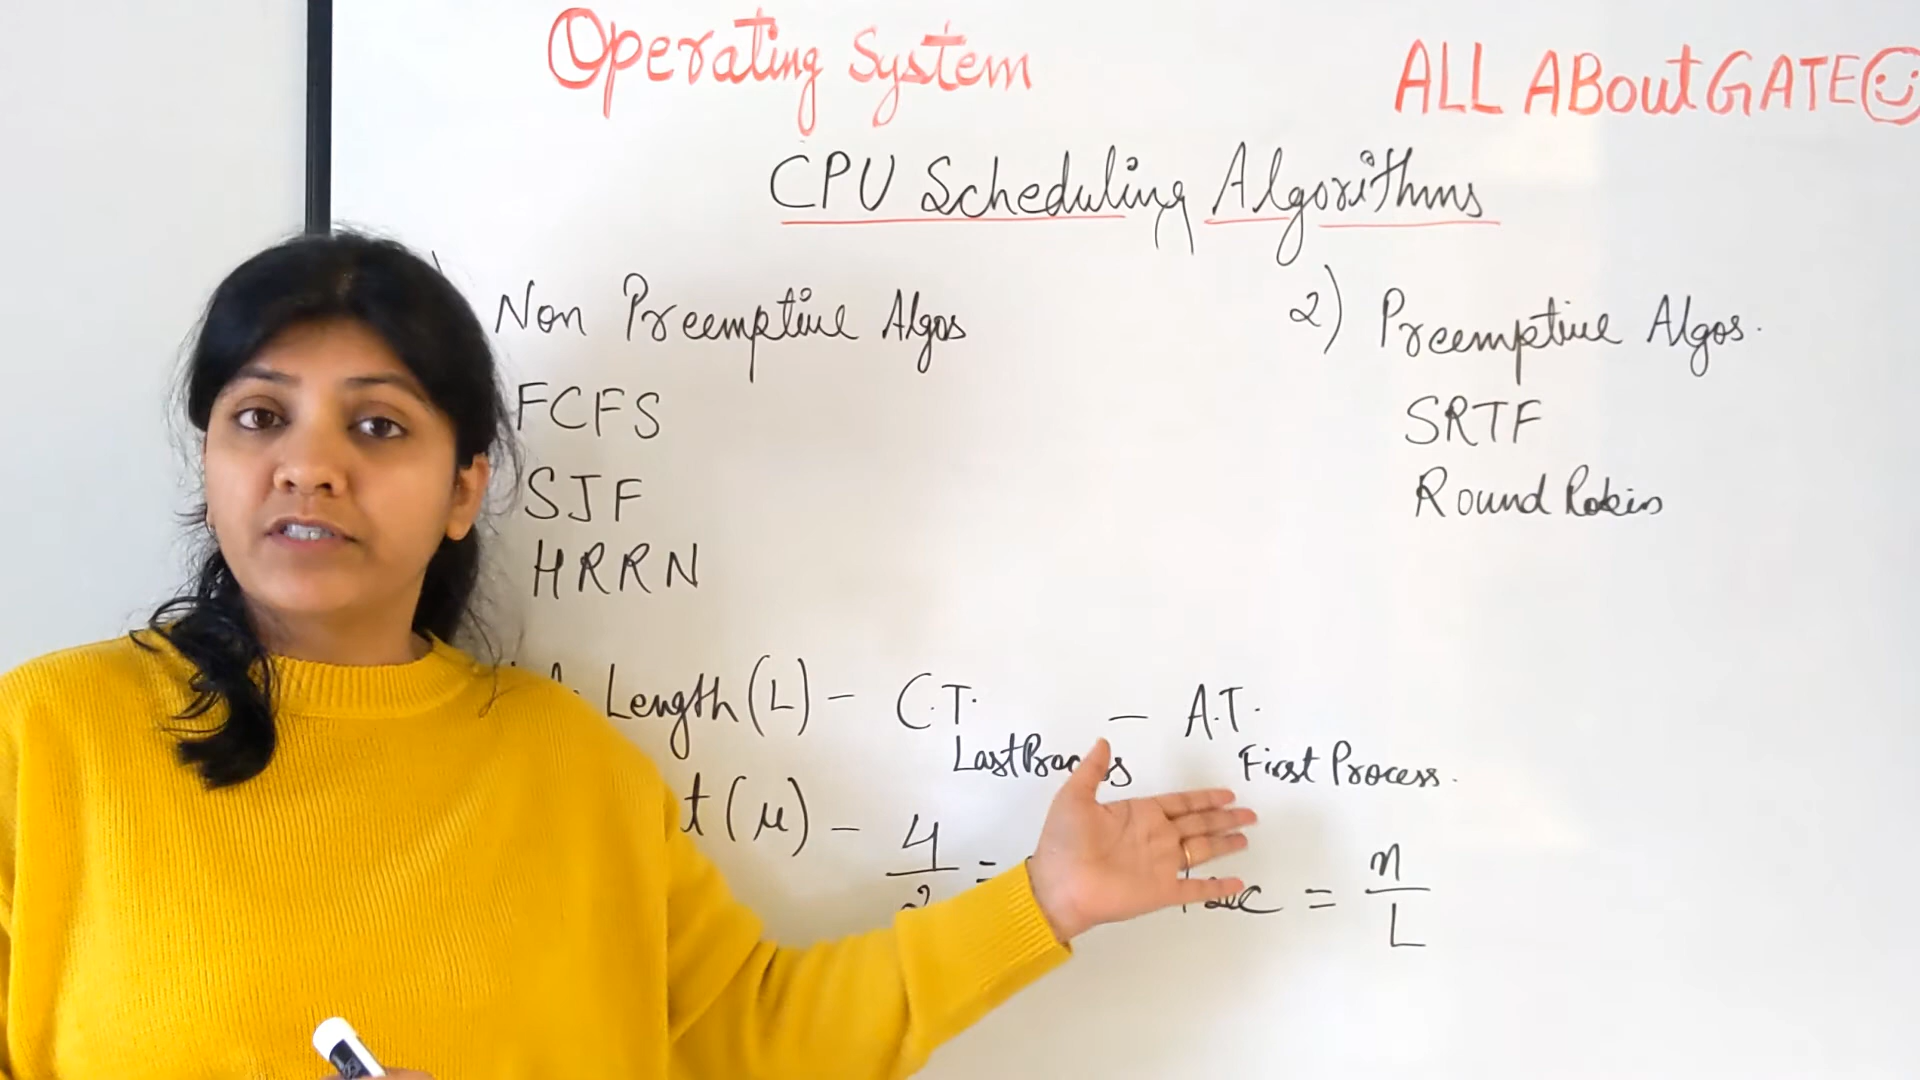 Operating System
ALL ABout GATE
CPU Scheduling Algorithms
Non Preemptive Algos
2) Preemptive Algos.
FCFS
SRTF
SJF
Round Robin
HRRN
Length (L) - C.T. - A.T.
Last Process
First Process.
t (μ) - 4/2 =
= n/L